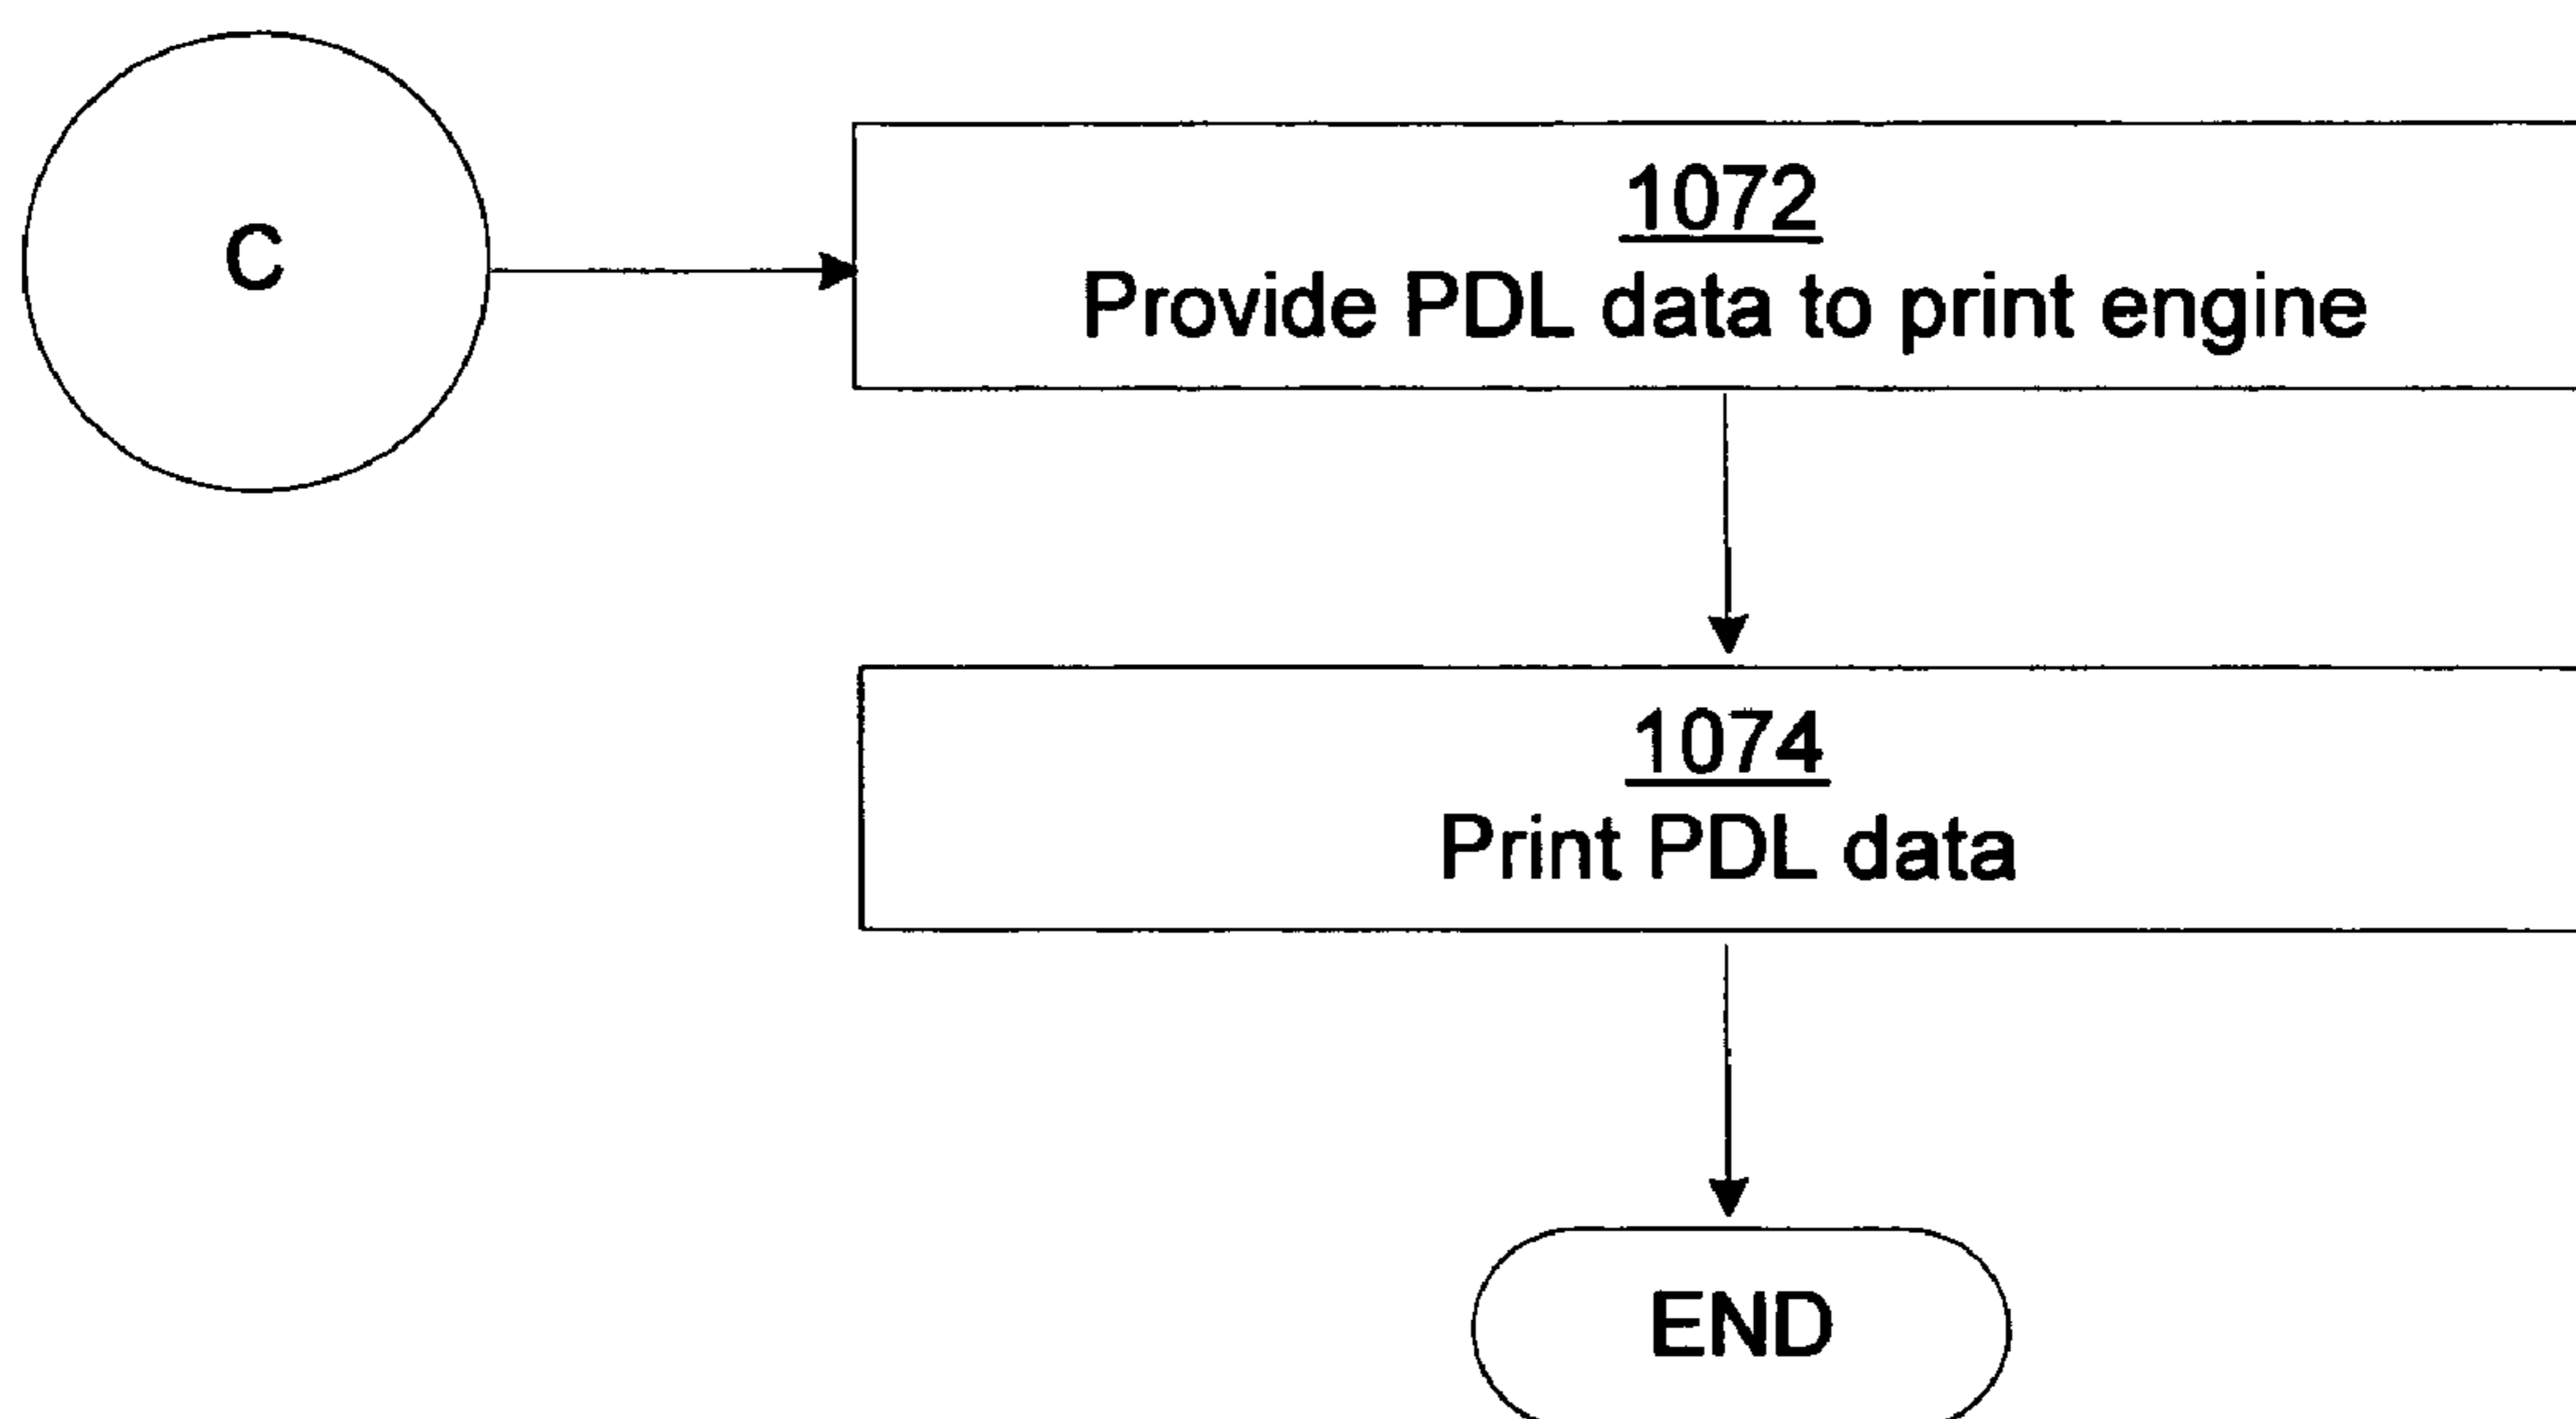 C
1072
Provide PDL data to print engine
1074
Print PDL data
END